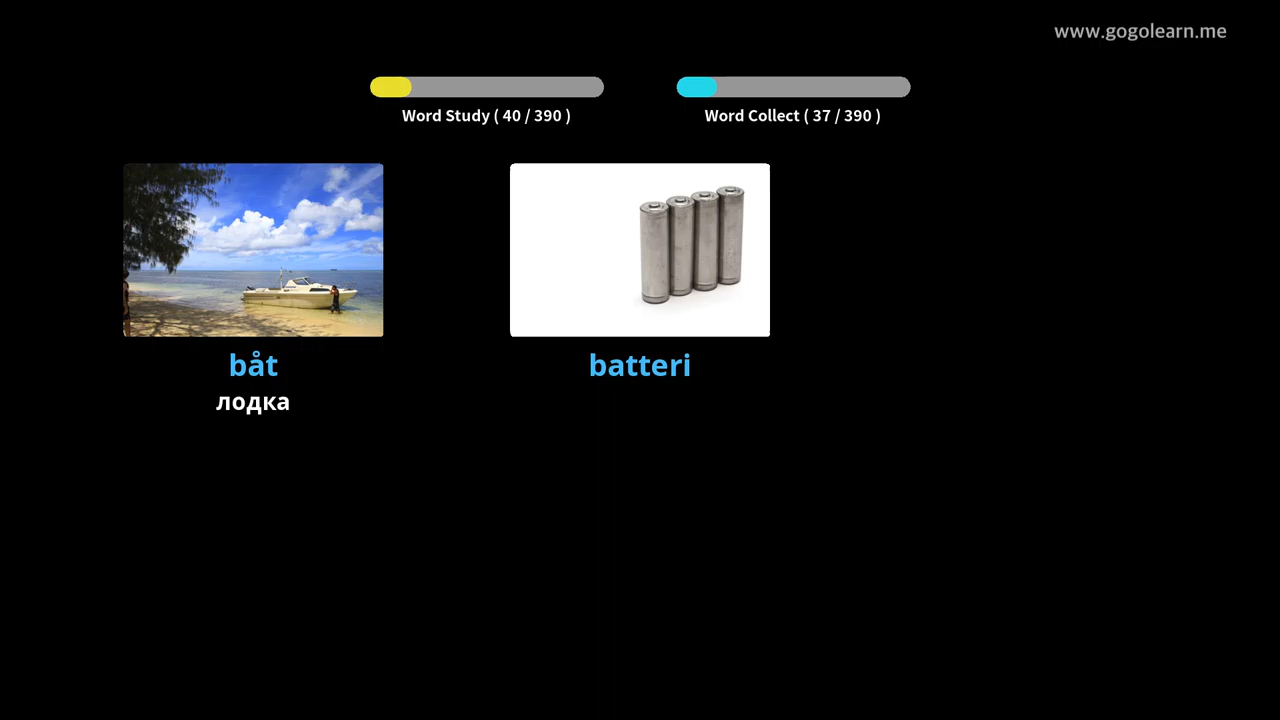 www.gogolearn.me
Word Study ( 40 / 390 )
Word Collect ( 37 / 390 )
båt
лодка
batteri